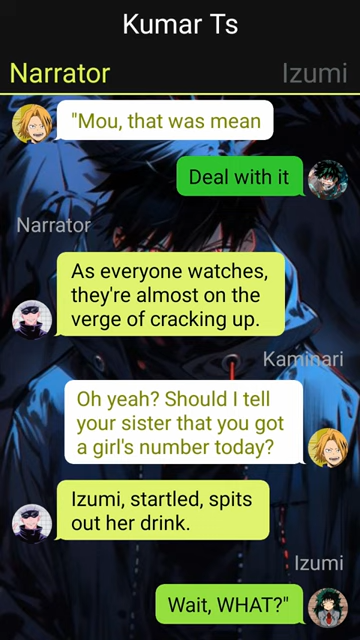 Kumar Ts
Narrator Izumi
"Mou, that was mean
Deal with it
Narrator
As everyone watches,
they're almost on the
verge of cracking up.
Kaminari
Oh yeah? Should I tell
your sister that you got
a girl's number today?
Izumi, startled, spits
out her drink.
Izumi
Wait, WHAT?"